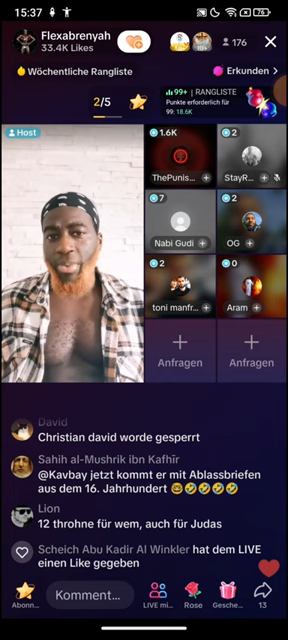 15:37
76
Flexabrenyah
33.4K Likes
10+
176
Wöchentliche Rangliste
Erkunden >
2/5
99+ | RANGLISTE
Punkte erforderlich für
99: 18.6K
Host
1.6K
ThePunis...
2
StayR...
7
Nabi Gudi
2
OG
2
toni manfr...
0
Aram
Anfragen
Anfragen
David
Christian david worde gesperrt
Sahih al-Mushrik ibn Kafhīr
@Kavbay jetzt kommt er mit Ablassbriefen
aus dem 16. Jahrhundert 🤓🤣🤣🤣🤣
Lion
12 throhne für wem, auch für Judas
Scheich Abu Kadir Al Winkler hat dem LIVE
einen Like gegeben
Abonn...
Komment...
LIVE mi...
Rose
Gesche...
13